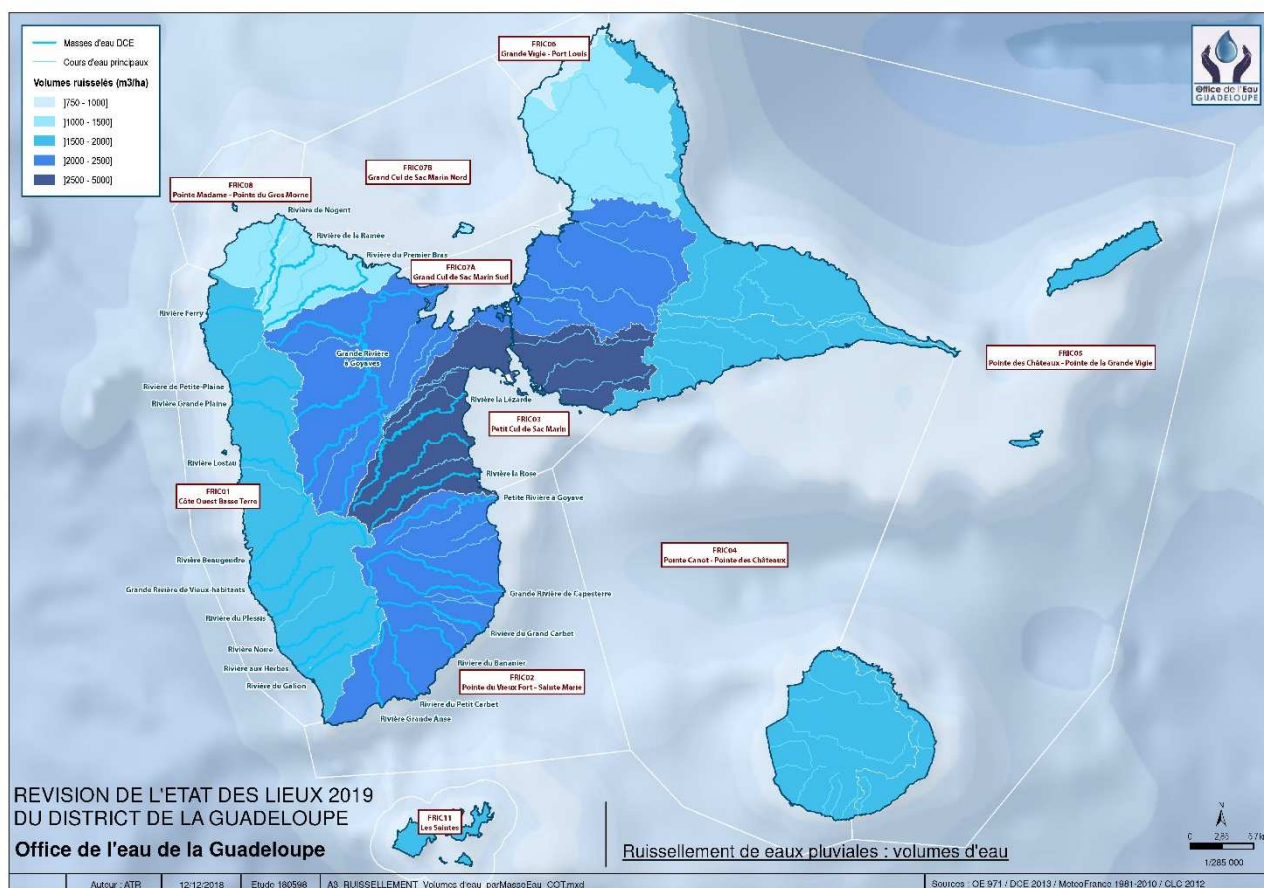 Masses d'eau DCE
Cours d'eau principaux
Volumes ruisselés (m3/ha)
]750 - 1000]
]1000 - 1500]
]1500 - 2000]
]2000 - 2500]
]2500 - 5000]
FRIC06
Grande Vigie - Port Louis
Office de l'Eau
GUADELOUPE
FRIC07B
Grand Cul de Sac Marin Nord
FRIC08
Pointe Madame - Pointe du Gros Morne
Rivière de Nogent
Rivière de la Ramée
Rivière du Premier Bras
FRIC07A
Grand Cul de Sac Marin Sud
Rivière Ferry
Grande Rivière
à Goyaves
FRIC05
Pointe des Châteaux - Pointe de la Grande Vigie
Rivière de Petite-Plaine
Rivière Grande Plaine
Rivière la Lézarde
FRIC03
Petit Cul de Sac Marin
Rivière Lostau
Rivière la Rose
FRIC01
Côte Ouest Basse Terre
Petite Rivière à Goyave
FRIC04
Pointe Canot - Pointe des Châteaux
Rivière Beaugendre
Grande Rivière de Vieux-habitants
Grande Rivière de Capesterre
Rivière du Plessis
Rivière du Grand Carbet
Rivière Noire
Rivière aux Herbes
Rivière du Bananier
Rivière du Galion
FRIC02
Pointe du Vieux Fort - Sainte Marie
Rivière du Petit Carbet
Rivière Grande Anse
REVISION DE L'ETAT DES LIEUX 2019
DU DISTRICT DE LA GUADELOUPE
Office de l'eau de la Guadeloupe
FRIC11
Les Saintes
Ruissellement de eaux pluviales : volumes d'eau
N
0 2,85 5,7 km
1/285 000
Auteur : ATR 12/12/2018 Etude 180598 A3_RUISSELLEMENT_Volumes d'eau_parMasseEau_COT.mxd Sources : OE 971 / DCE 2013 / MeteoFrance 1981-2010 / CLC 2012